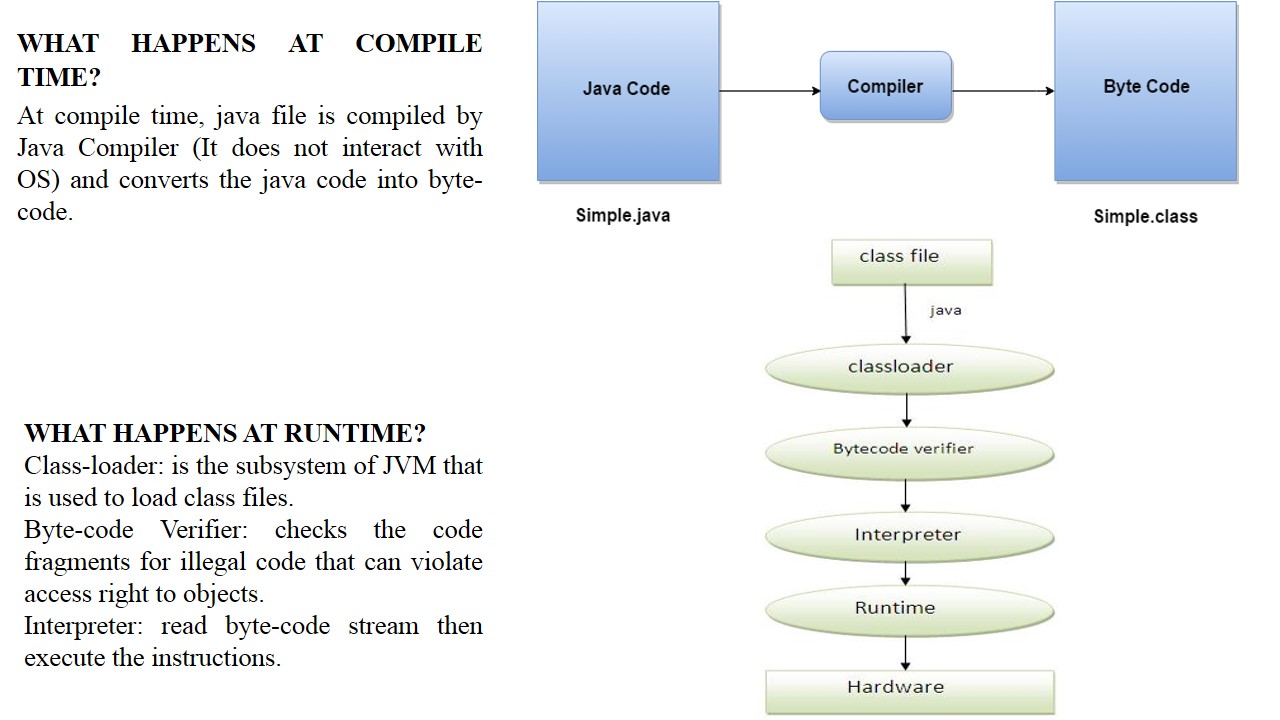 WHAT HAPPENS AT COMPILE
TIME?
At compile time, java file is compiled by
Java Compiler (It does not interact with
OS) and converts the java code into byte-
code.
Java Code
Compiler
Byte Code
Simple.java
Simple.class
class file
java
classloader
Bytecode verifier
Interpreter
Runtime
Hardware
WHAT HAPPENS AT RUNTIME?
Class-loader: is the subsystem of JVM that
is used to load class files.
Byte-code Verifier: checks the code
fragments for illegal code that can violate
access right to objects.
Interpreter: read byte-code stream then
execute the instructions.